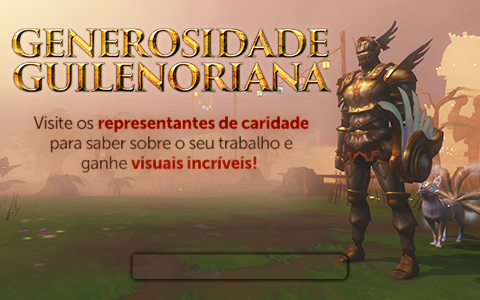 GENEROSIDADE
GUILENORIANA
Visite os representantes de caridade
para saber sobre o seu trabalho e
ganhe visuais incríveis!